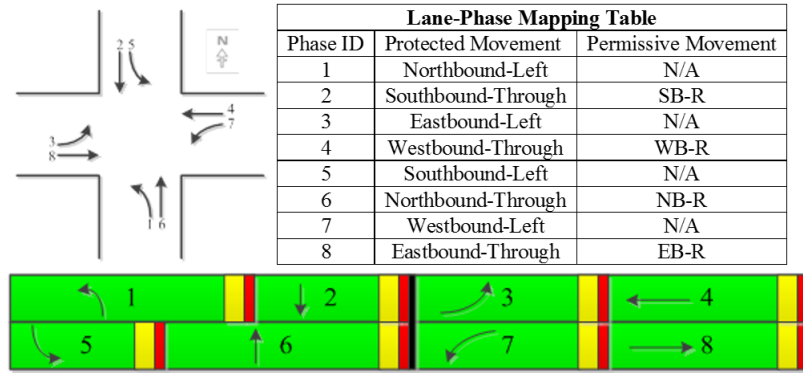 N
2 5
4
7
3
8
1 6
Lane-Phase Mapping Table
Phase ID Protected Movement Permissive Movement
1 Northbound-Left N/A
2 Southbound-Through SB-R
3 Eastbound-Left N/A
4 Westbound-Through WB-R
5 Southbound-Left N/A
6 Northbound-Through NB-R
7 Westbound-Left N/A
8 Eastbound-Through EB-R
1 2 3 4
5 6 7 8